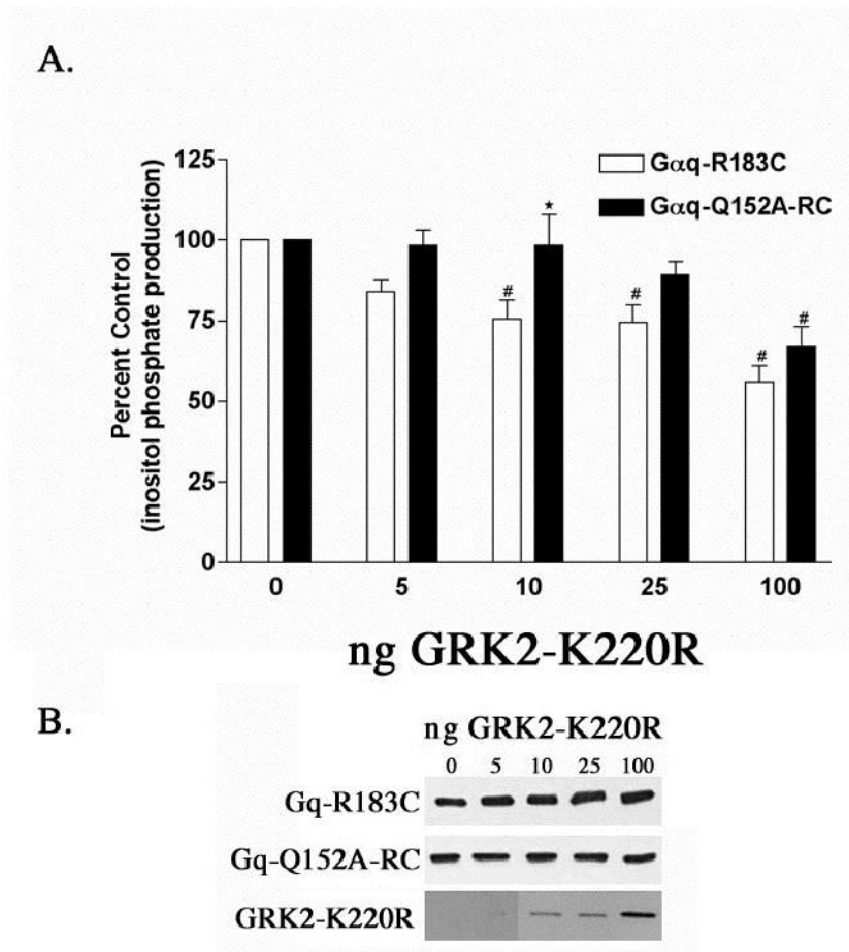 A.
125
100
75
50
25
0
Percent Control
(inositol phosphate production)
Gαq-R183C
Gαq-Q152A-RC
# ★ # # #
0 5 10 25 100
ng GRK2-K220R
B.
ng GRK2-K220R
0 5 10 25 100
Gq-R183C
Gq-Q152A-RC
GRK2-K220R